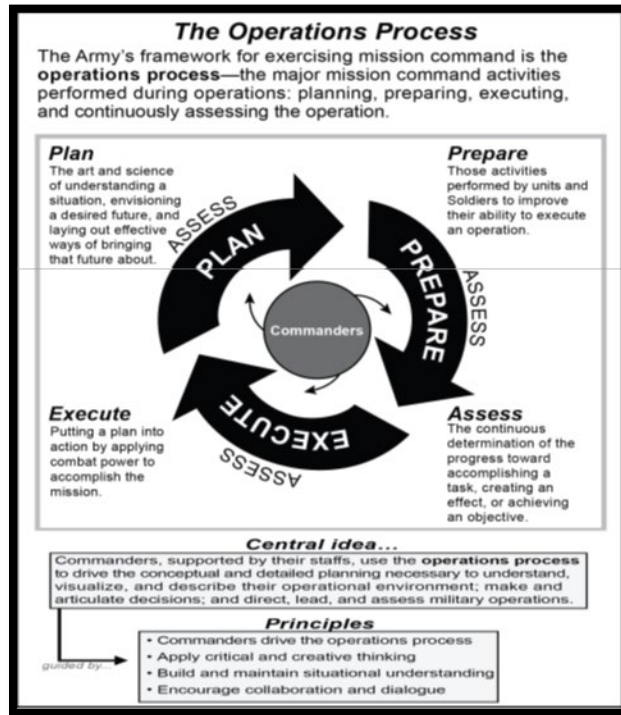 The Operations Process
The Army's framework for exercising mission command is the
operations process—the major mission command activities
performed during operations: planning, preparing, executing,
and continuously assessing the operation.
Plan
The art and science
of understanding a
situation, envisioning
a desired future, and
laying out effective
ways of bringing
that future about.
Prepare
Those activities
performed by units and
Soldiers to improve
their ability to execute
an operation.
ASSESS
PLAN
PREPARE
ASSESS
Commanders
EXECUTE
ASSESS
Execute
Putting a plan into
action by applying
combat power to
accomplish the
mission.
Assess
The continuous
determination of the
progress toward
accomplishing a
task, creating an
effect, or achieving
an objective.
Central idea...
Commanders, supported by their staffs, use the operations process
to drive the conceptual and detailed planning necessary to understand,
visualize, and describe their operational environment; make and
articulate decisions; and direct, lead, and assess military operations.
guided by...
Principles
• Commanders drive the operations process
• Apply critical and creative thinking
• Build and maintain situational understanding
• Encourage collaboration and dialogue